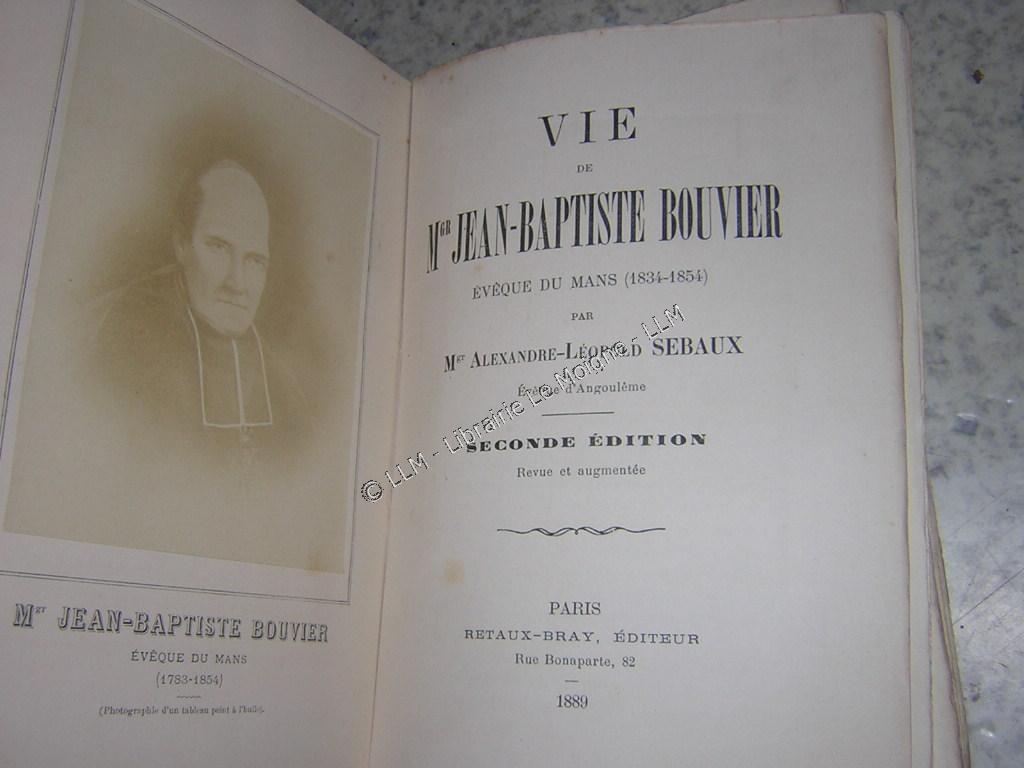 Mgr JEAN-BAPTISTE BOUVIER
ÉVÊQUE DU MANS
(1783-1854)
(Photographie d'un tableau peint à l'huile).
VIE
DE
MGR JEAN-BAPTISTE BOUVIER
ÉVÊQUE DU MANS (1834-1854)
PAR
Mgr ALEXANDRE-LÉOPOLD SEBAUX
Évêque d'Angoulême
SECONDE ÉDITION
Revue et augmentée
PARIS
RETAUX-BRAY, ÉDITEUR
Rue Bonaparte, 82
1889
© LLM - Librairie Le Moigne - LLM